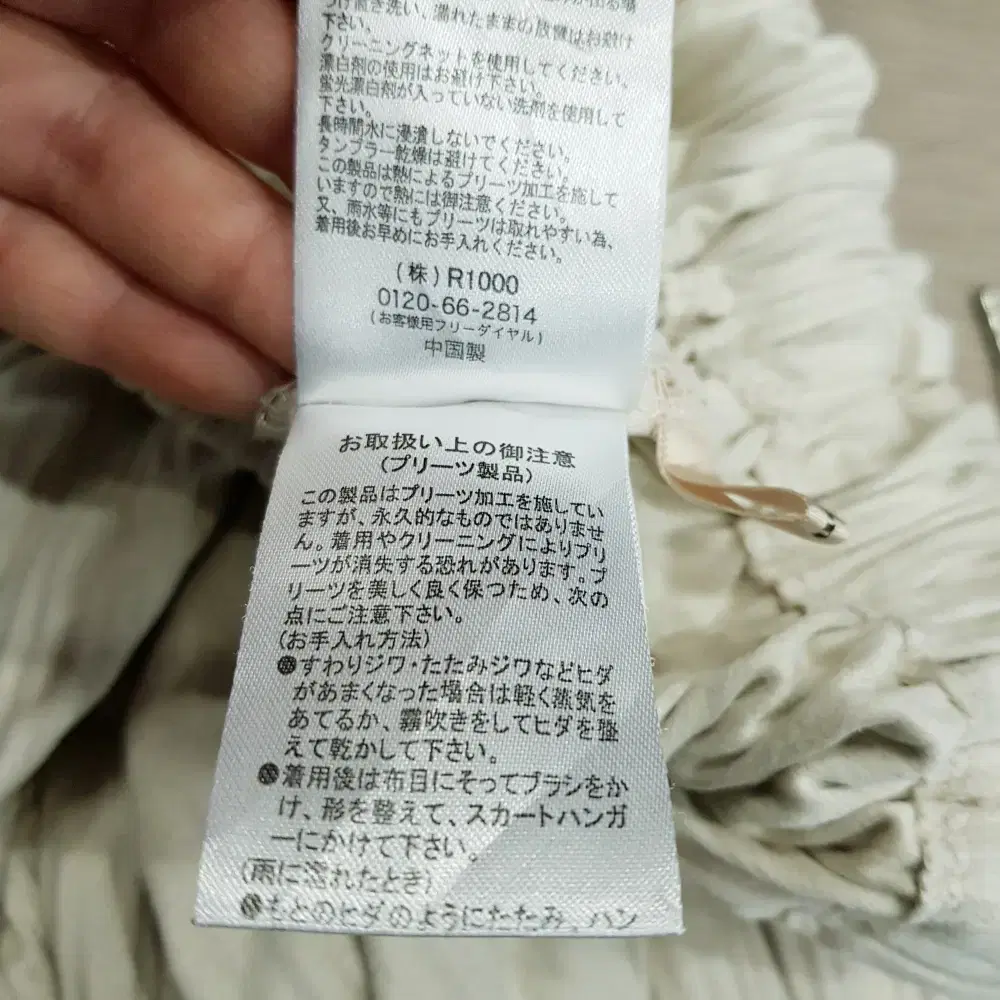 つけ置き洗い、濡れたままの放置はお避け
下さい。
クリーニングネットを使用してください。
漂白剤の使用はお避け下さい。
蛍光漂白剤が入っていない洗剤を使用して
下さい。
長時間水に浸漬しないでください。
タンブラー乾燥は避けてください。
この製品は熱によるプリーツ加工を施して
いますので熱には御注意ください。
又、雨水等にもプリーツは取れやすい為、
着用後お早めにお手入れください。
(株)R1000
0120-66-2814
(お客様用フリーダイヤル)
中国製
お取扱い上の御注意
(プリーツ製品)
この製品はプリーツ加工を施してい
ますが、永久的なものではありませ
ん。着用やクリーニングによりプリ
ーツが消失する恐れがあります。プ
リーツを美しく良く保つため、次の
点にご注意下さい。
(お手入れ方法)
●すわりジワ・たたみジワなどヒダ
があまくなった場合は軽く蒸気を
あてるか、霧吹きをしてヒダを整
えて乾かして下さい。
●着用後は布目にそってブラシをか
け、形を整えて、スカートハンガ
ーにかけて下さい。
(雨に濡れたとき)
●もとのヒダのようにたたみ、ハン